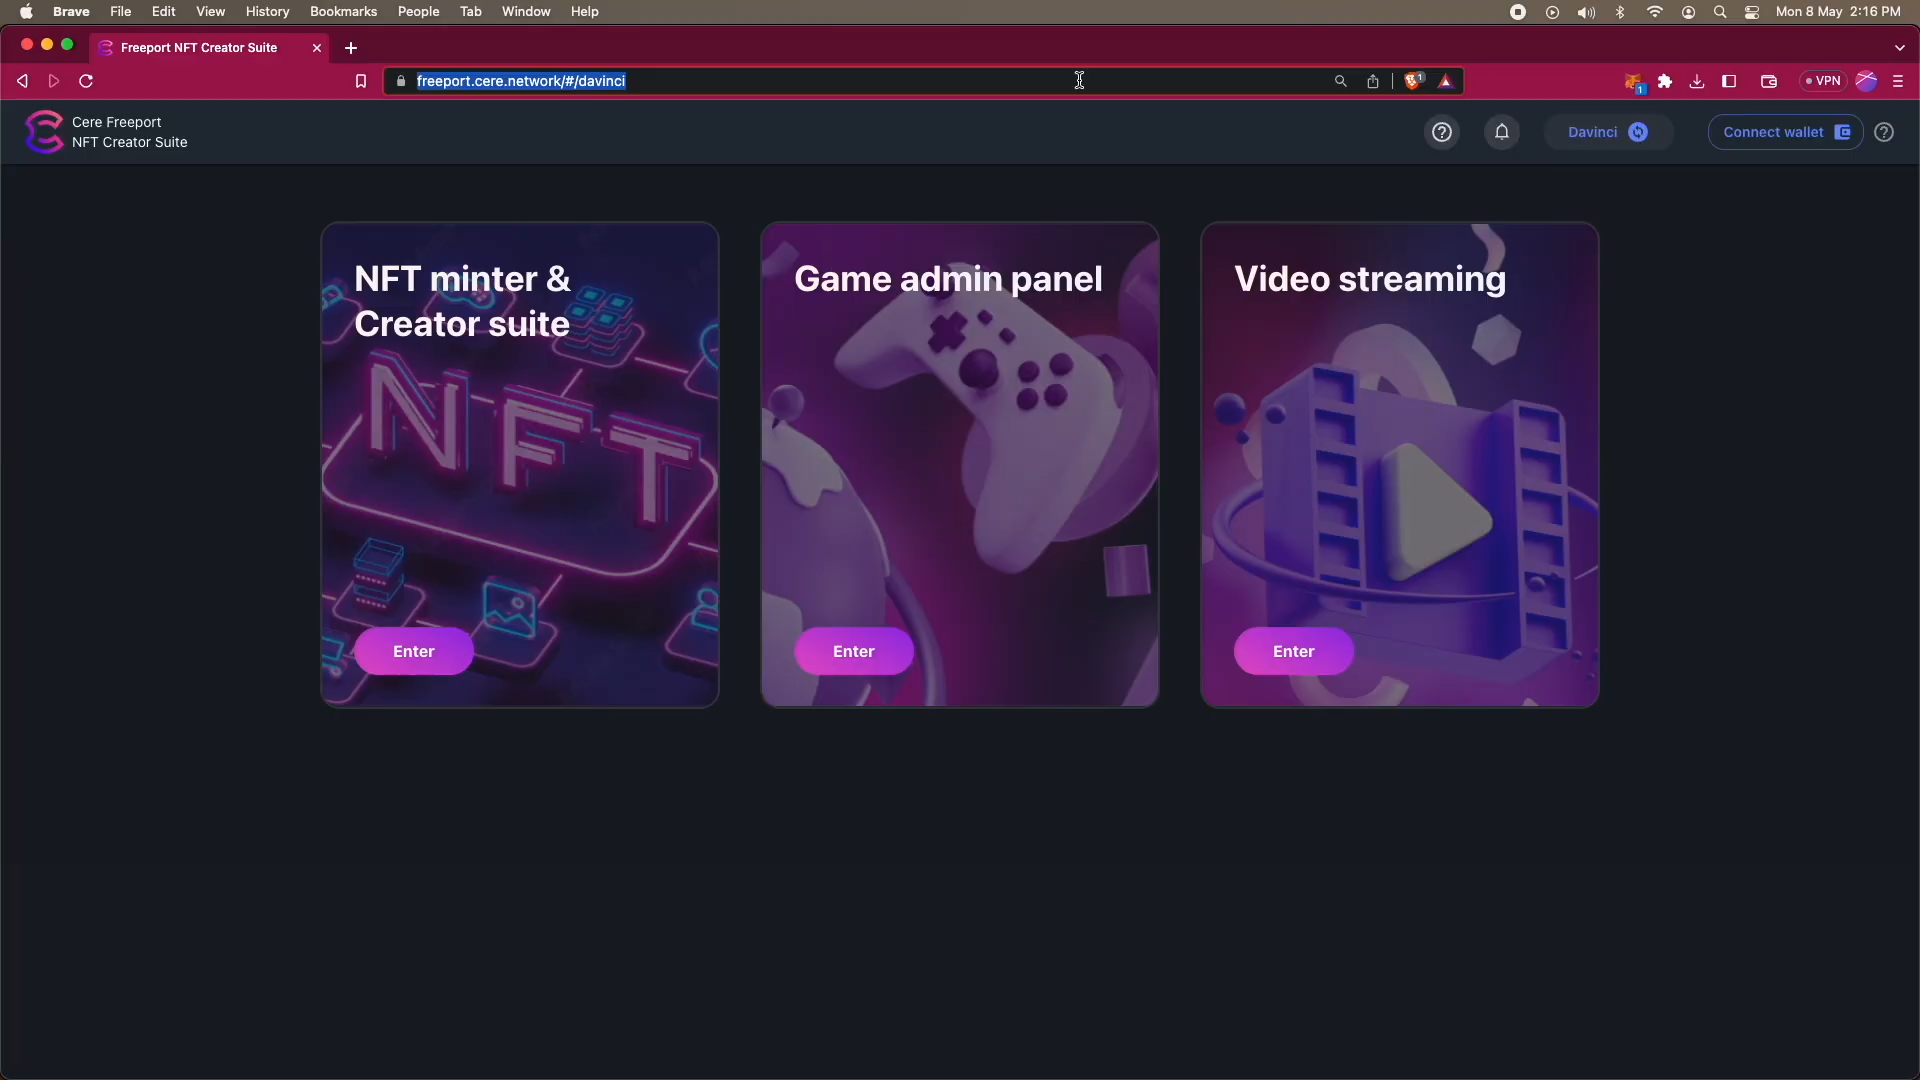 Brave File Edit View History Bookmarks People Tab Window Help Mon 8 May 2:16 PM
Freeport NFT Creator Suite
freeport.cere.network/#/davinci 1 1 VPN
Cere Freeport
NFT Creator Suite
Davinci
Connect wallet
NFT minter &
Creator suite
NFT
Enter
Game admin panel
Enter
Video streaming
Enter